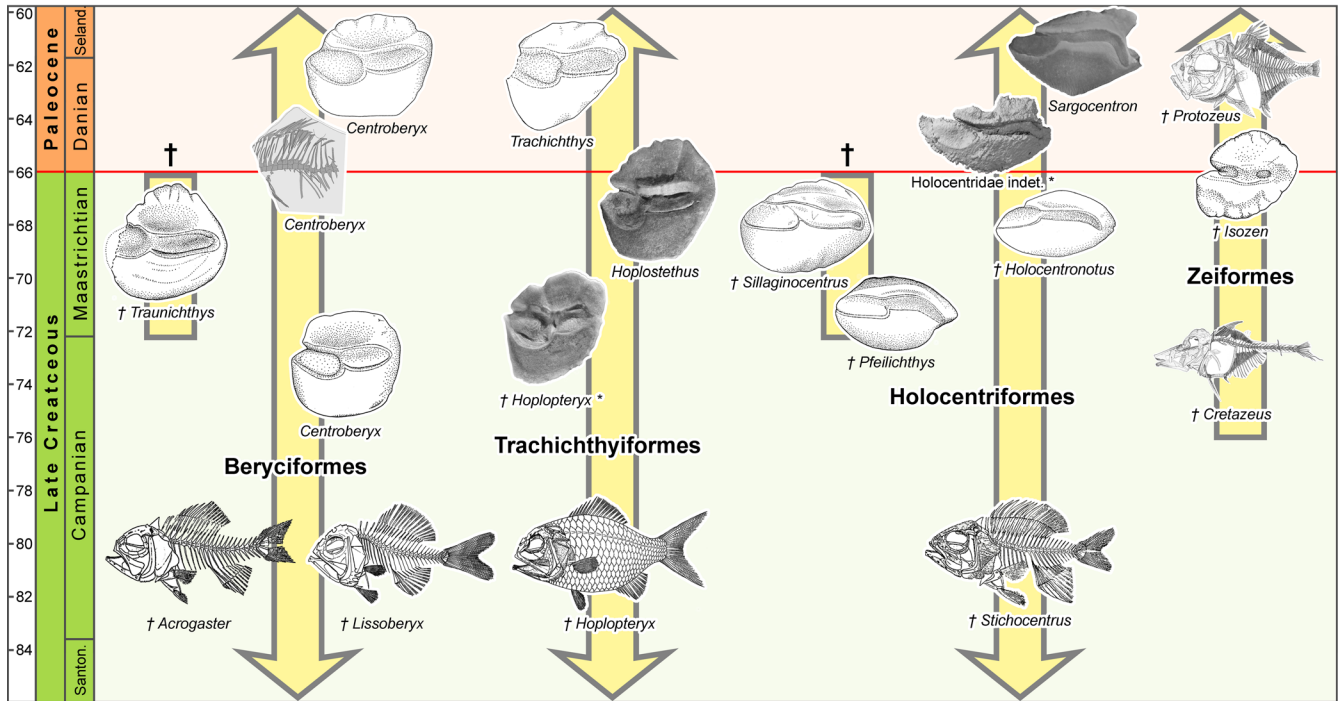 60
62
64
66
68
70
72
74
76
78
80
82
84
Paleocene
Late Creatceous
Seland.
Danian
Maastrichtian
Campanian
Santon.
Centroberyx
Trachichthys
Sargocentron
† Protozeus
†
†
Centroberyx
Holocentridae indet. *
† Traunichthys
Hoplostethus
† Sillaginocentrus
† Holocentronotus
† Isozen
Zeiformes
† Pfeilichthys
† Hoplopteryx *
Holocentriformes
† Cretazeus
Centroberyx
Beryciformes
Trachichthyiformes
† Acrogaster
† Lissoberyx
† Hoplopteryx
† Stichocentrus